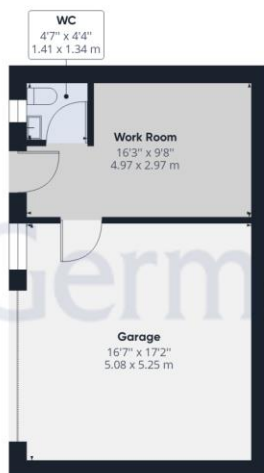 WC
4'7" x 4'4"
1.41 x 1.34 m
Work Room
16'3" x 9'8"
4.97 x 2.97 m
Germ
Garage
16'7" x 17'2"
5.08 x 5.25 m